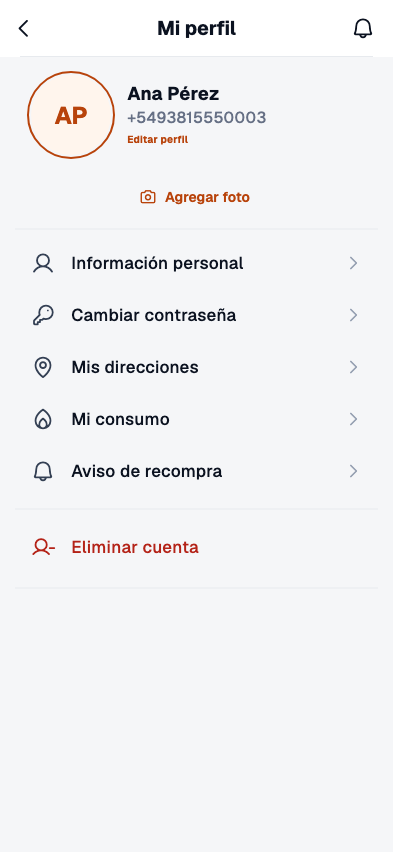 Mi perfil
AP
Ana Pérez
+5493815550003
Editar perfil
Agregar foto
Información personal
Cambiar contraseña
Mis direcciones
Mi consumo
Aviso de recompra
Eliminar cuenta